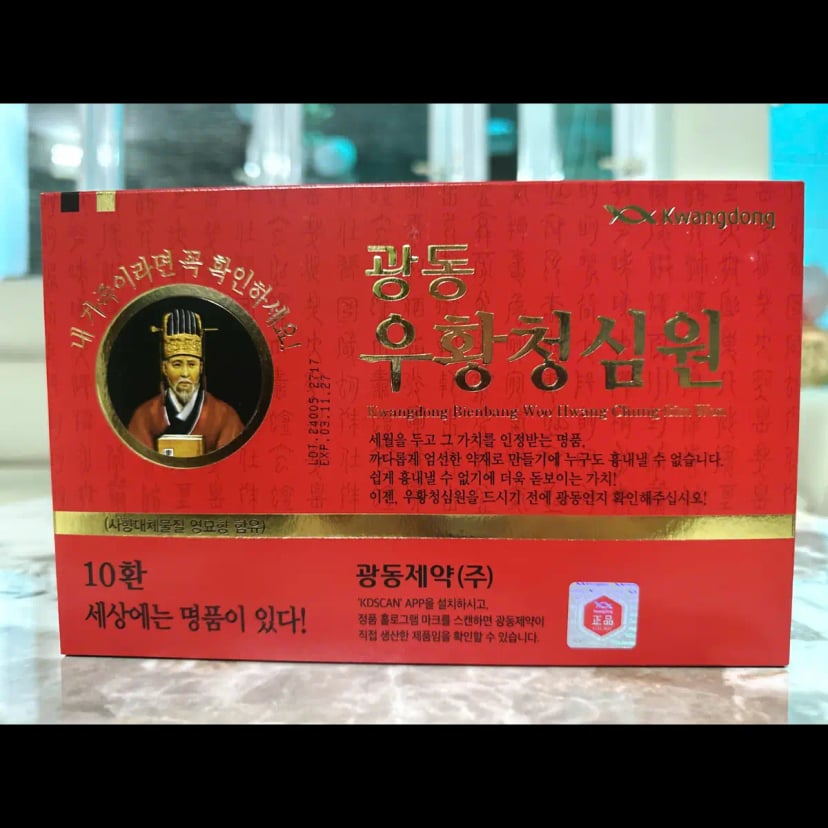 Kwangdong
내 가족이라면 꼭 확인하세요!
광동
우황청심원
Kwangdong Bienbang Woo Hwang Chung Sim Won
LOT. 24005 2717
EXP. 03.11.27
세월을 두고 그 가치를 인정받는 명품,
까다롭게 엄선한 약재로 만들기에 누구도 흉내낼 수 없습니다.
쉽게 흉내낼 수 없기에 더욱 돋보이는 가치!
이젠, 우황청심원을 드시기 전에 광동인지 확인해주십시오!
(사향대체물질 영묘향 함유)
10환
세상에는 명품이 있다!
광동제약(주)
'KDSCAN' APP을 설치하시고,
정품 홀로그램 마크를 스캔하면 광동제약이
직접 생산한 제품임을 확인할 수 있습니다.
正品